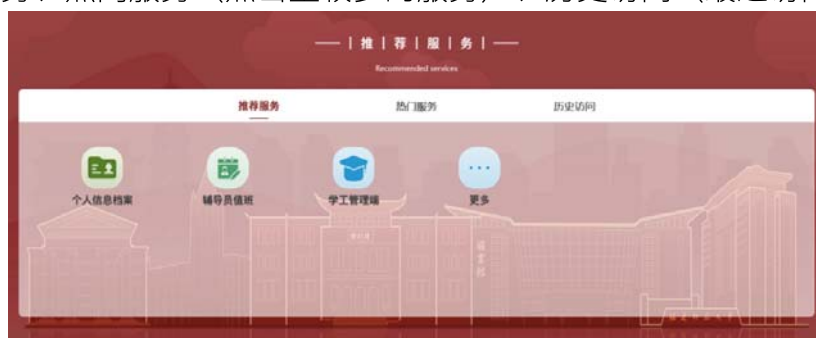 —— | 推 | 荐 | 服 | 务 | ——
Recommended services
推荐服务 热门服务 历史访问
个人信息档案 辅导员值班 学工管理端 更多